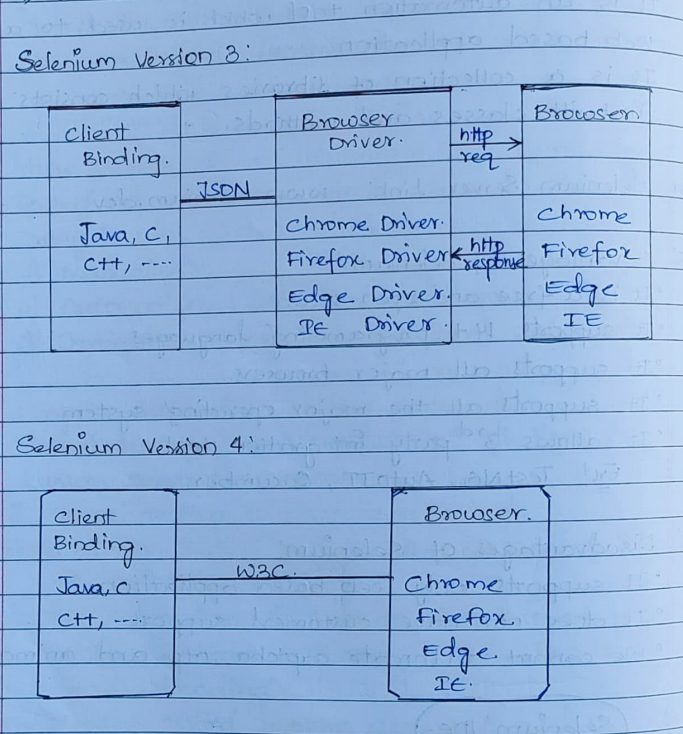 Selenium Version 3:
Client
Binding.
Java, C,
C++, ----
JSON
Browser
Driver.
Chrome Driver.
Firefox Driver
Edge Driver.
IE Driver.
http
req
http
response
Browser
Chrome
Firefox
Edge
IE
Selenium Version 4:
Client
Binding.
Java, C
C++, ----
W3C.
Browser.
Chrome
Firefox
Edge
IE.